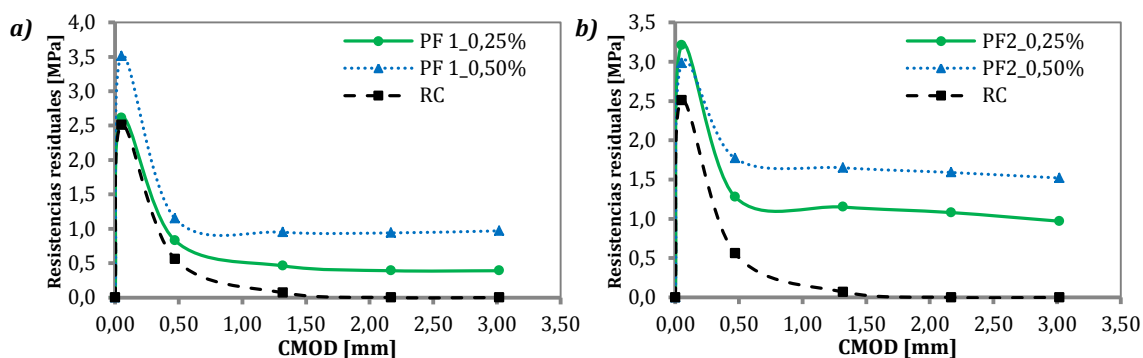 a)
Resistencias residuales [MPa]
4,0
3,5
3,0
2,5
2,0
1,5
1,0
0,5
0,0
PF 1_0,25%
PF 1_0,50%
RC
0,00 0,50 1,00 1,50 2,00 2,50 3,00 3,50
CMOD [mm]
b)
Resistencias residuales [MPa]
3,5
3,0
2,5
2,0
1,5
1,0
0,5
0,0
PF2_0,25%
PF2_0,50%
RC
0,00 0,50 1,00 1,50 2,00 2,50 3,00 3,50
CMOD [mm]